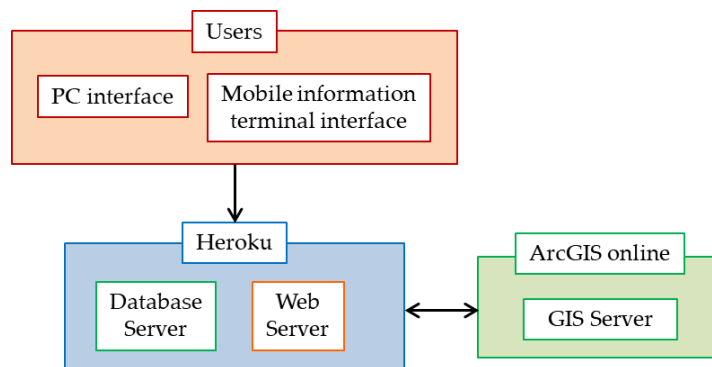 Users
PC interface
Mobile information
terminal interface
Heroku
Database
Server
Web
Server
ArcGIS online
GIS Server